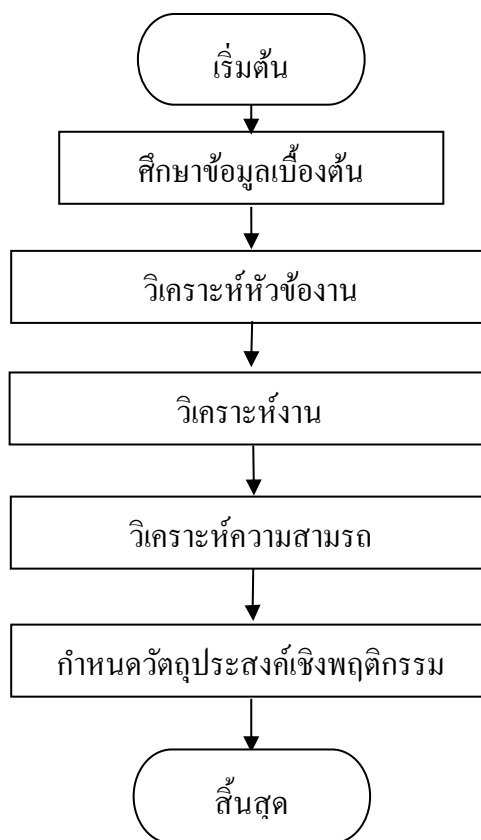 เริ่มต้น
ศึกษาข้อมูลเบื้องต้น
วิเคราะห์หัวข้องาน
วิเคราะห์งาน
วิเคราะห์ความสามรถ
กำหนดวัตถุประสงค์เชิงพฤติกรรม
สิ้นสุด